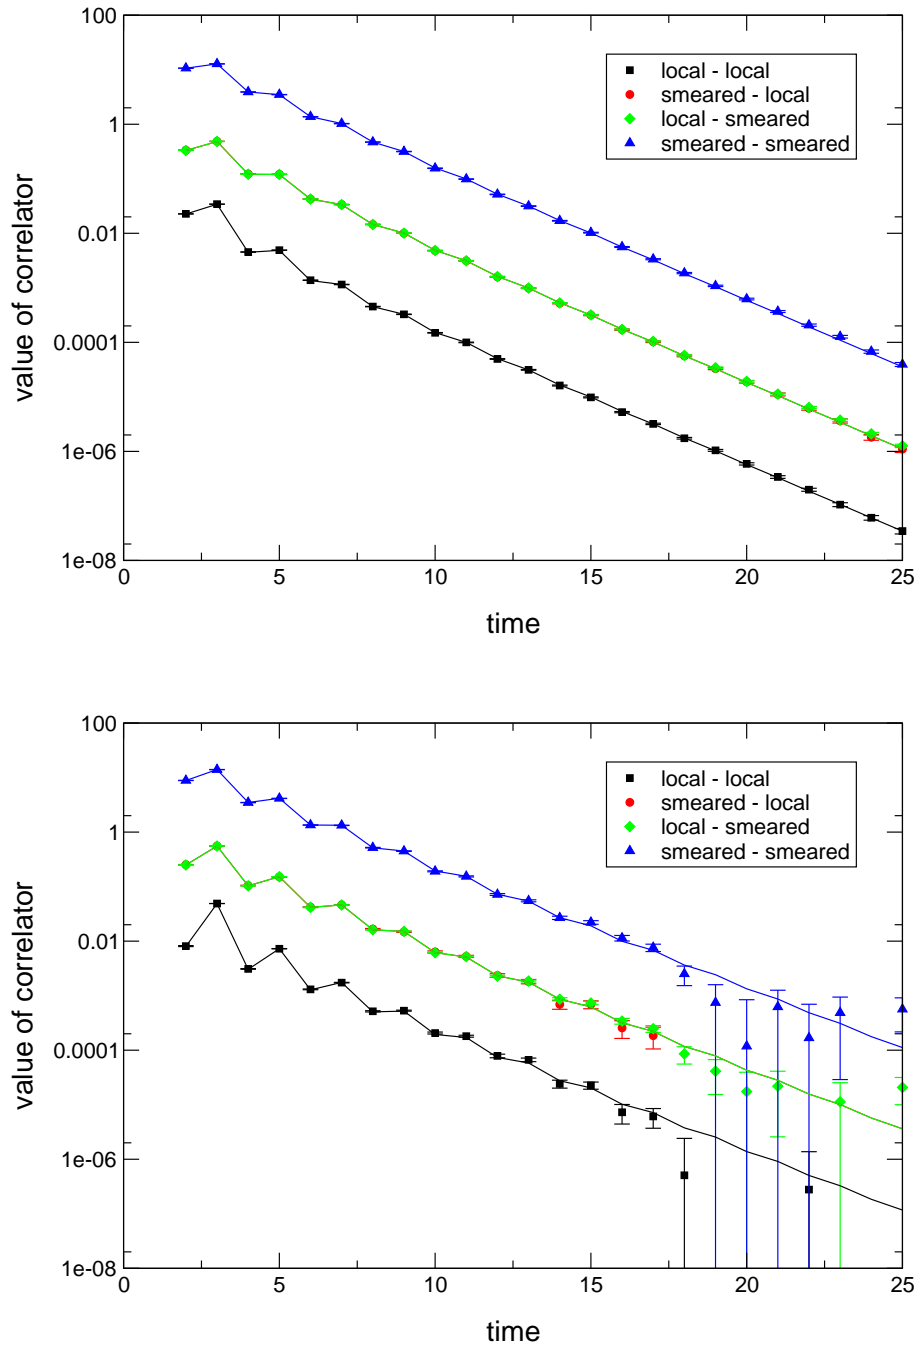 100
1
0.01
0.0001
1e-06
1e-08
value of correlator
local - local
smeared - local
local - smeared
smeared - smeared
0 5 10 15 20 25
time
100
1
0.01
0.0001
1e-06
1e-08
value of correlator
local - local
smeared - local
local - smeared
smeared - smeared
0 5 10 15 20 25
time